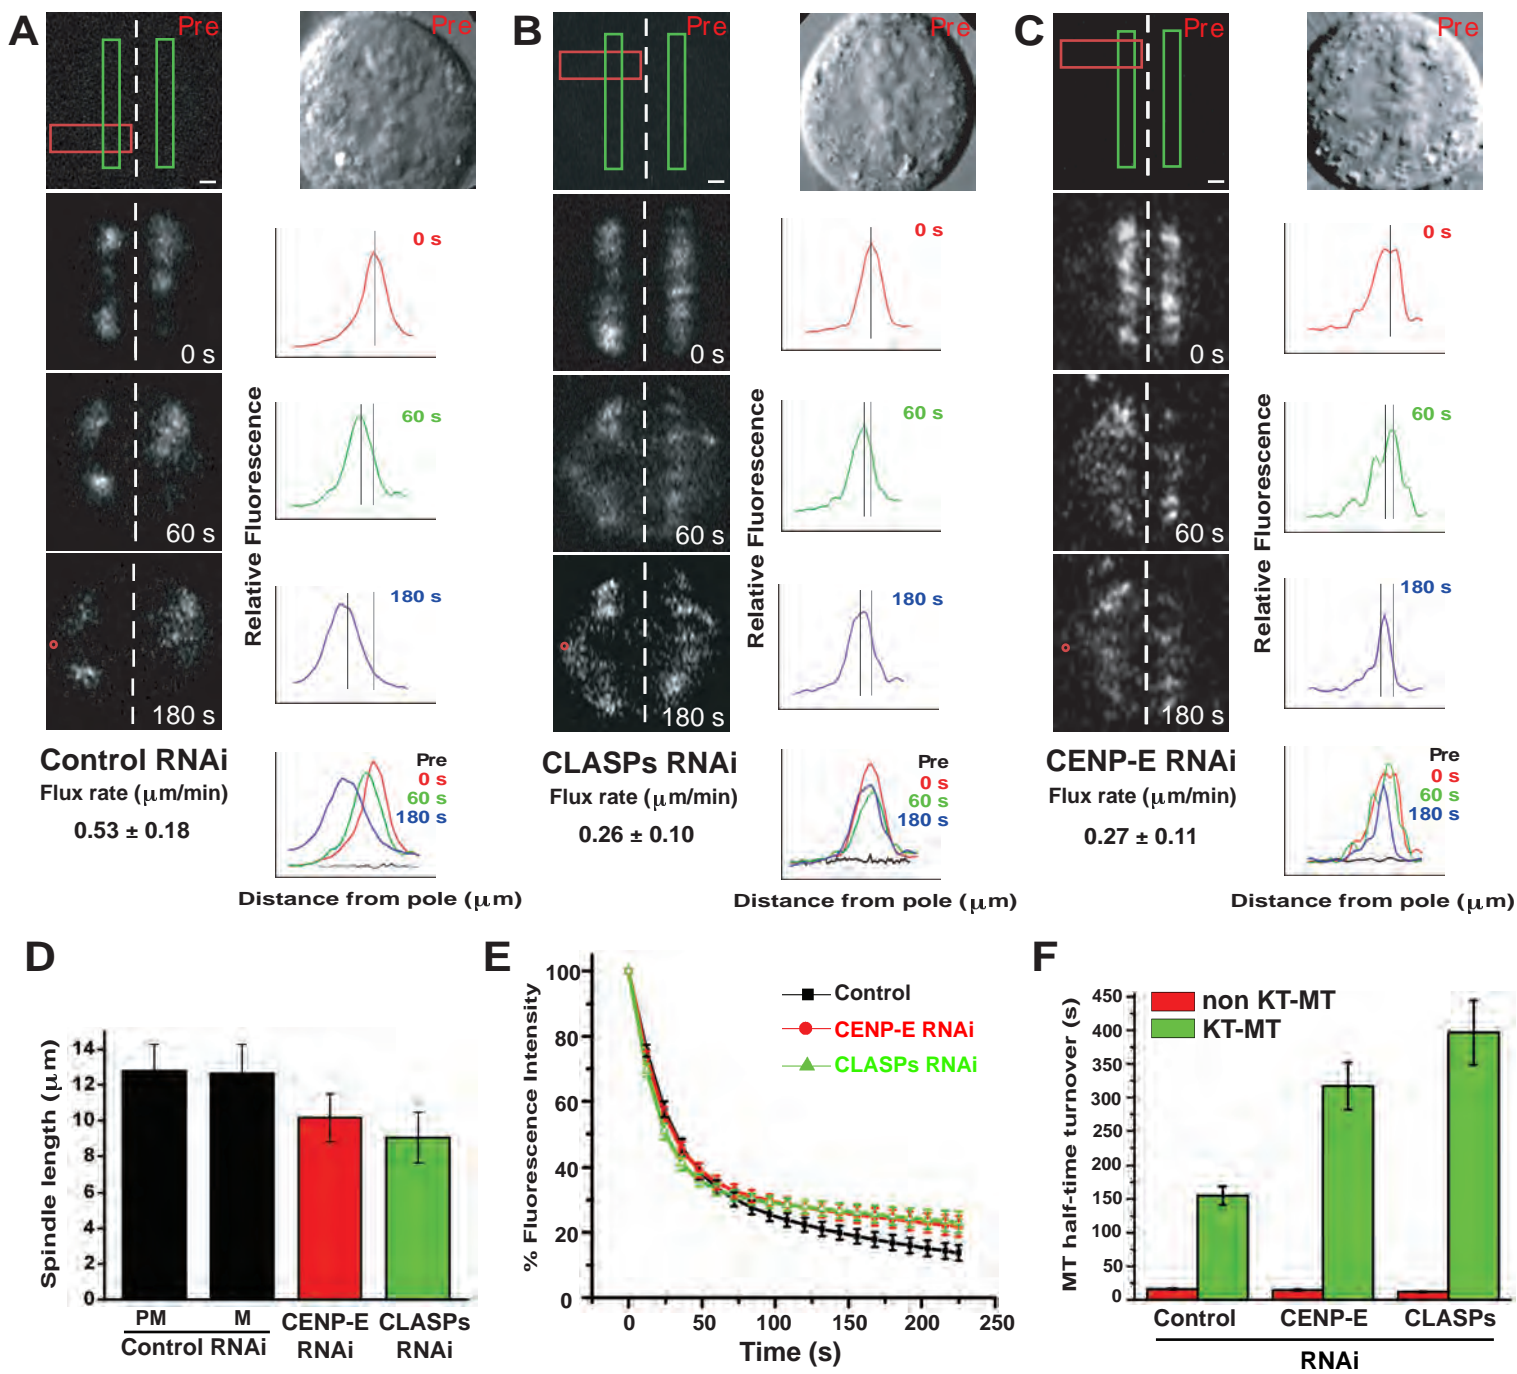 A
Pre
0 s
0 s
60 s
60 s
180 s
180 s
Relative Fluorescence
Control RNAi
Flux rate (μm/min)
0.53 ± 0.18
Pre
0 s
60 s
180 s
Distance from pole (μm)
B
Pre
0 s
0 s
60 s
60 s
180 s
180 s
Relative Fluorescence
CLASPs RNAi
Flux rate (μm/min)
0.26 ± 0.10
Pre
0 s
60 s
180 s
Distance from pole (μm)
C
Pre
0 s
0 s
60 s
60 s
180 s
180 s
Relative Fluorescence
CENP-E RNAi
Flux rate (μm/min)
0.27 ± 0.11
Pre
0 s
60 s
180 s
Distance from pole (μm)
D
Spindle length (μm)
14
12
10
8
6
4
2
0
PM M CENP-E CLASPs
Control RNAi RNAi RNAi
E
% Fluorescence Intensity
100
80
60
40
20
0
Control
CENP-E RNAi
CLASPs RNAi
0 50 100 150 200 250
Time (s)
F
MT half-time turnover (s)
450
400
350
300
250
200
150
100
50
0
non KT-MT
KT-MT
Control CENP-E CLASPs
RNAi